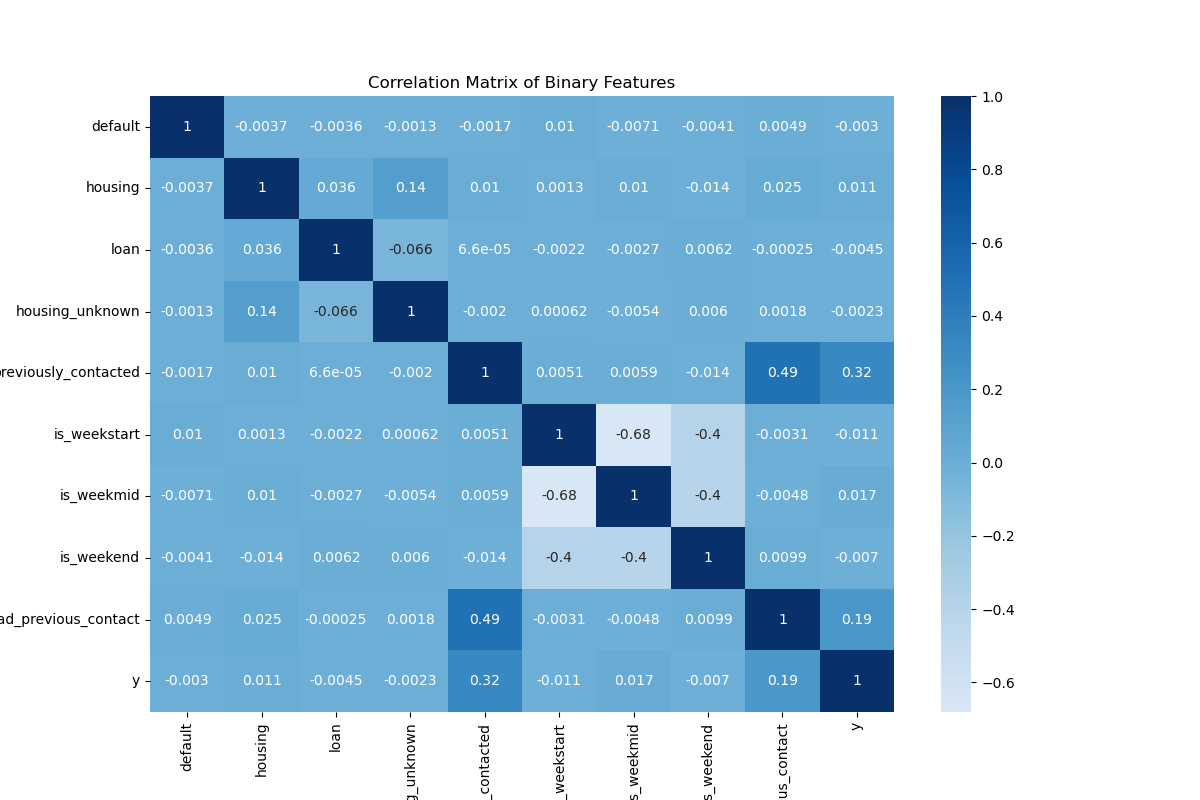 Correlation Matrix of Binary Features
default 1 -0.0037 -0.0036 -0.0013 -0.0017 0.01 -0.0071 -0.0041 0.0049 -0.003
housing -0.0037 1 0.036 0.14 0.01 0.0013 0.01 -0.014 0.025 0.011
loan -0.0036 0.036 1 -0.066 6.6e-05 -0.0022 -0.0027 0.0062 -0.00025 -0.0045
housing_unknown -0.0013 0.14 -0.066 1 -0.002 0.00062 -0.0054 0.006 0.0018 -0.0023
reviously_contacted -0.0017 0.01 6.6e-05 -0.002 1 0.0051 0.0059 -0.014 0.49 0.32
is_weekstart 0.01 0.0013 -0.0022 0.00062 0.0051 1 -0.68 -0.4 -0.0031 -0.011
is_weekmid -0.0071 0.01 -0.0027 -0.0054 0.0059 -0.68 1 -0.4 -0.0048 0.017
is_weekend -0.0041 -0.014 0.0062 0.006 -0.014 -0.4 -0.4 1 0.0099 -0.007
ad_previous_contact 0.0049 0.025 -0.00025 0.0018 0.49 -0.0031 -0.0048 0.0099 1 0.19
y -0.003 0.011 -0.0045 -0.0023 0.32 -0.011 0.017 -0.007 0.19 1
default
housing
loan
g_unknown
_contacted
_weekstart
s_weekmid
s_weekend
us_contact
y
1.0
0.8
0.6
0.4
0.2
0.0
−0.2
−0.4
−0.6